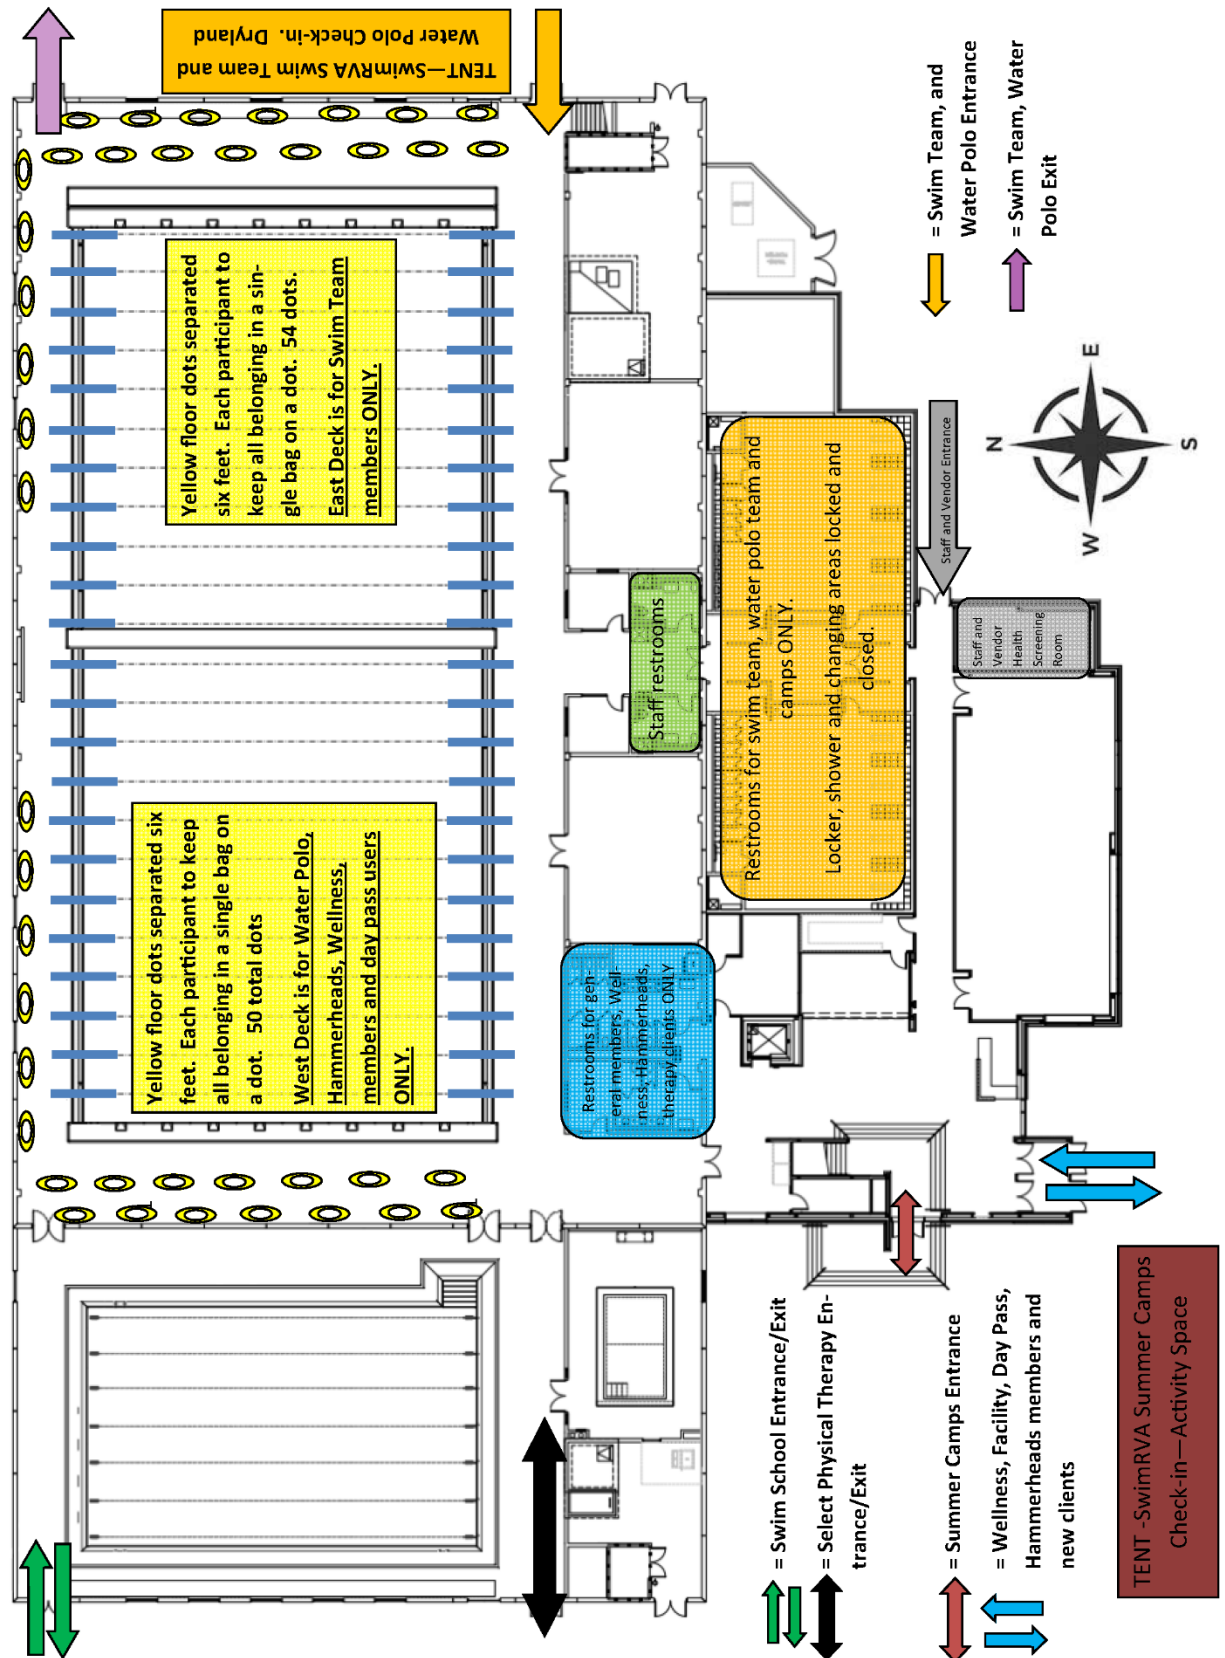 TENT—SwimRVA Swim Team and
Water Polo Check-in.  Dryland
Yellow floor dots separated
six feet.  Each participant to
keep all belonging in a sin-
gle bag on a dot.  54 dots.
East Deck is for Swim Team
members ONLY.
Yellow floor dots separated six
feet.  Each participant to keep
all belonging in a single bag on
a dot.  50 total dots
West Deck is for Water Polo,
Hammerheads, Wellness,
members and day pass users
ONLY.
Restrooms for gen-
eral members, Well-
ness, Hammerheads,
therapy clients ONLY
Staff restrooms
Restrooms for swim team, water polo team and
camps ONLY.
Locker, shower and changing areas locked and
closed.
Staff and Vendor Entrance
Staff and
Vendor
Health
Screening
Room
= Swim Team, and
Water Polo Entrance
= Swim Team, Water
Polo Exit
N
E
S
W
= Swim School Entrance/Exit
= Select Physical Therapy En-
trance/Exit
= Summer Camps Entrance
= Wellness, Facility, Day Pass,
Hammerheads members and
new clients
TENT -SwimRVA Summer Camps
Check-in—Activity Space